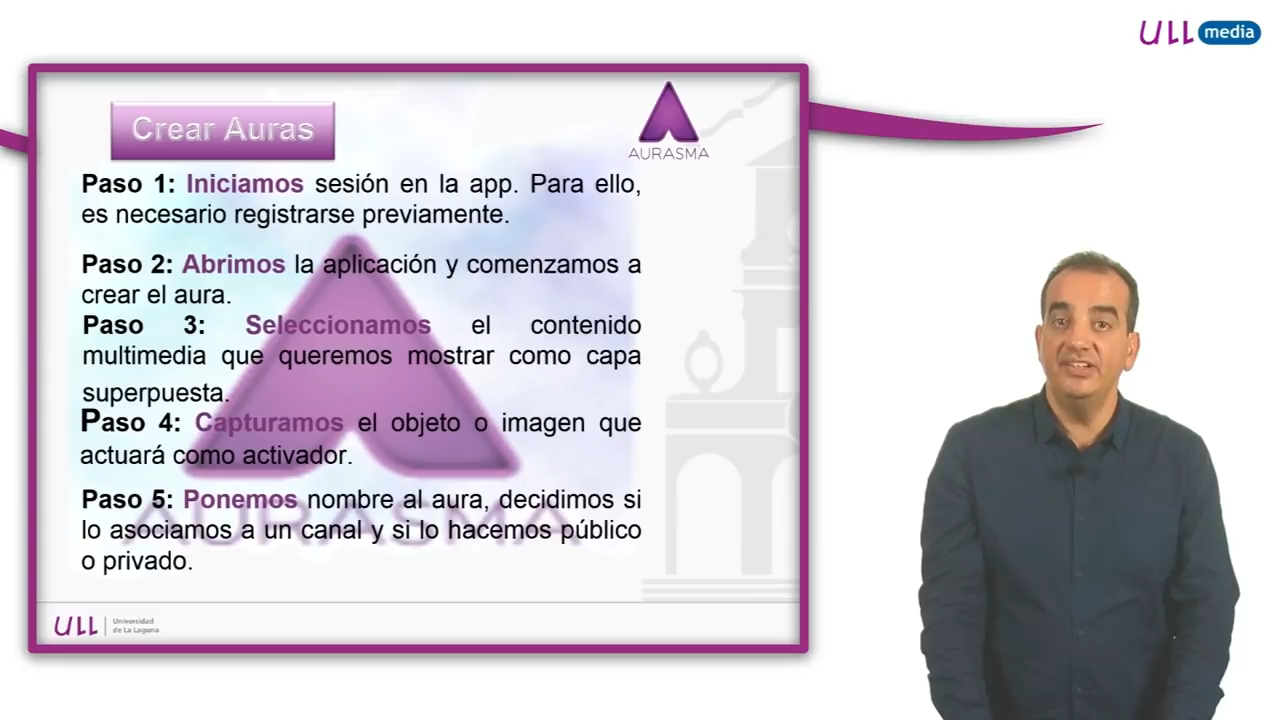 ULL media
Crear Auras
AURASMA
Paso 1: Iniciamos sesión en la app. Para ello,
es necesario registrarse previamente.
Paso 2: Abrimos la aplicación y comenzamos a
crear el aura.
Paso 3: Seleccionamos el contenido
multimedia que queremos mostrar como capa
superpuesta.
Paso 4: Capturamos el objeto o imagen que
actuará como activador.
Paso 5: Ponemos nombre al aura, decidimos si
lo asociamos a un canal y si lo hacemos público
o privado.
AURASMA
ULL
Universidad
de La Laguna